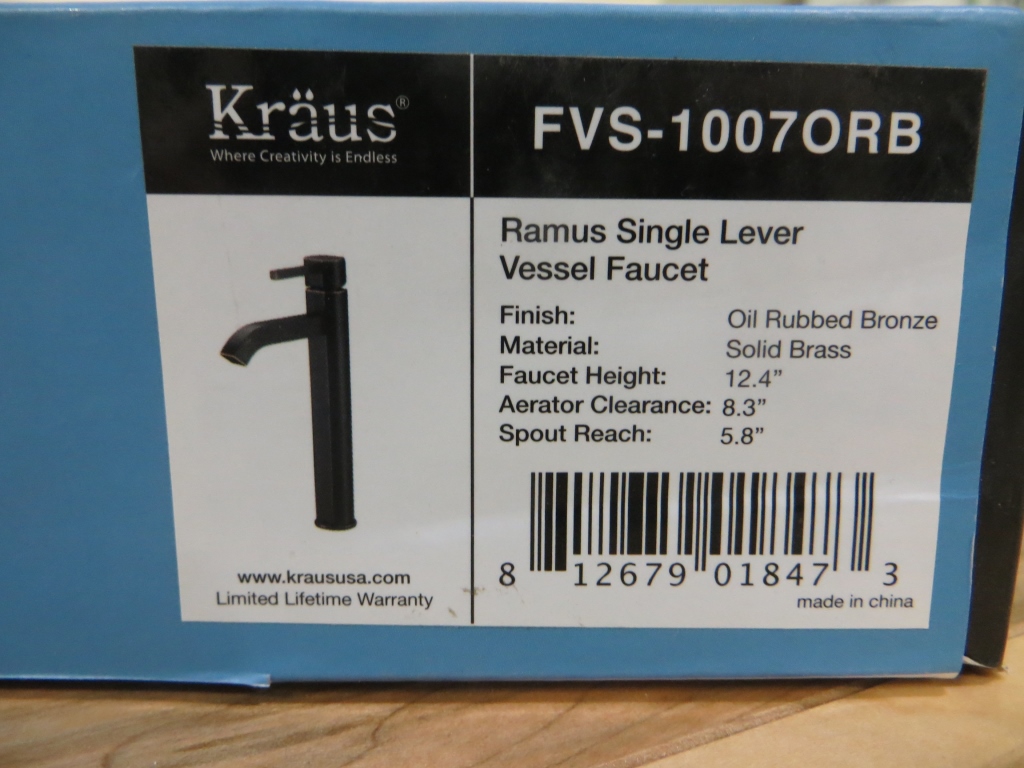 Kräus®
Where Creativity is Endless
FVS-1007ORB
Ramus Single Lever
Vessel Faucet
Finish: Oil Rubbed Bronze
Material: Solid Brass
Faucet Height: 12.4”
Aerator Clearance: 8.3”
Spout Reach: 5.8”
8 12679 01847 3
made in china
www.kraususa.com
Limited Lifetime Warranty